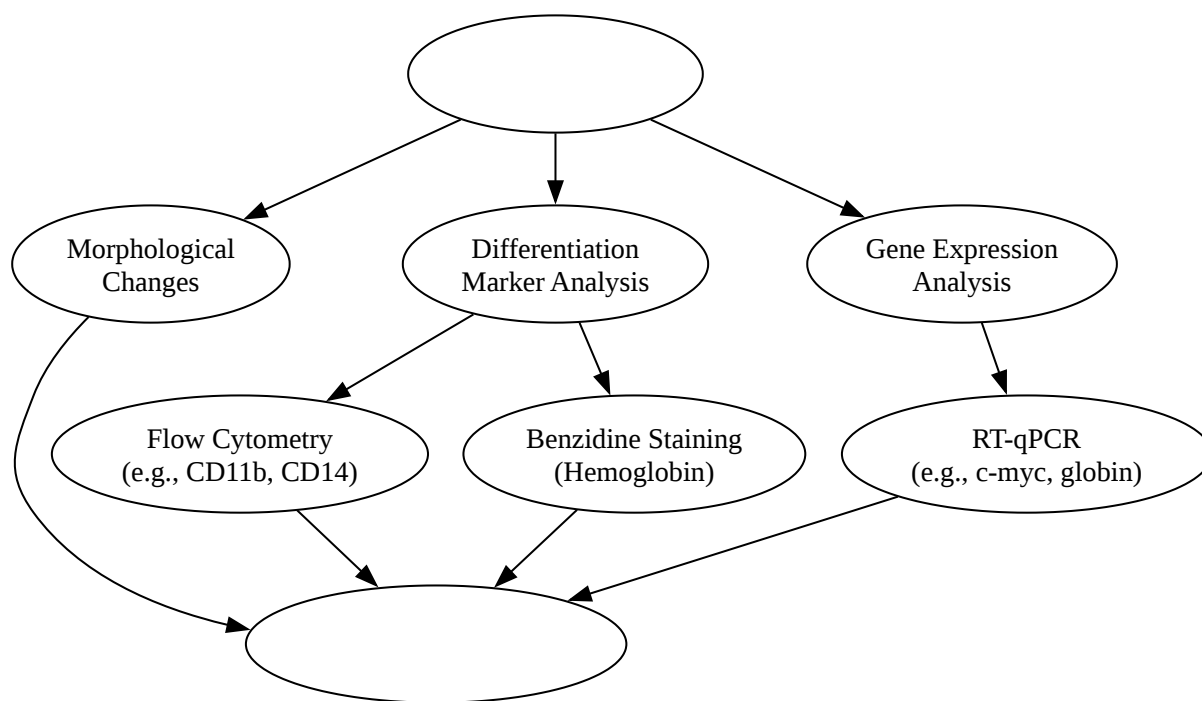 Morphological
Changes
Differentiation
Marker Analysis
Gene Expression
Analysis
Flow Cytometry
(e.g., CD11b, CD14)
Benzidine Staining
(Hemoglobin)
RT-qPCR
(e.g., c-myc, globin)